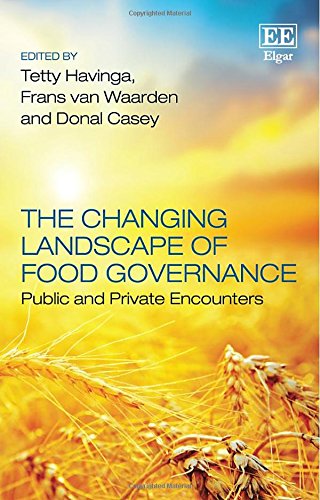 EE
Elgar
EDITED BY
Tetty Havinga,
Frans van Waarden
and Donal Casey
THE CHANGING
LANDSCAPE OF
FOOD GOVERNANCE
Public and Private Encounters
Copyrighted Material
Copyrighted Material